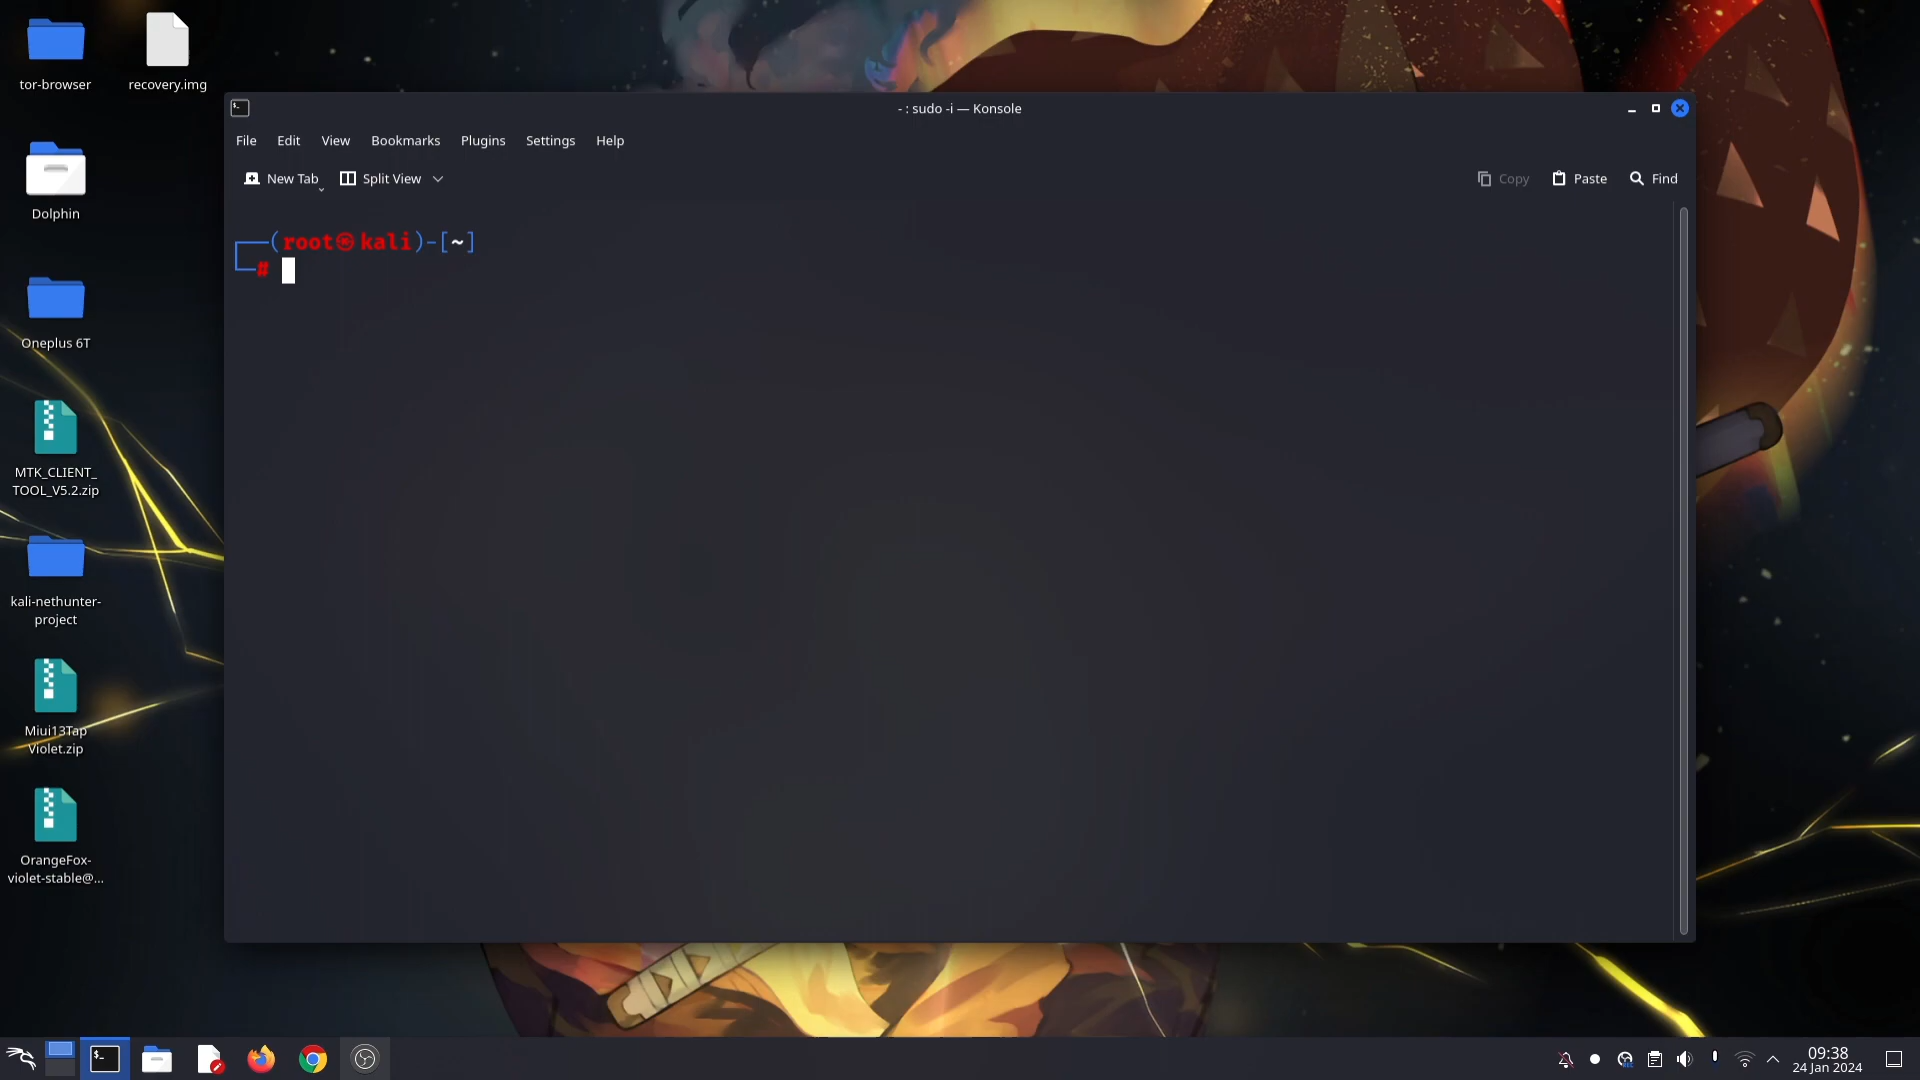 tor-browser
recovery.img
Dolphin
Oneplus 6T
MTK_CLIENT_
TOOL_V5.2.zip
kali-nethunter-
project
Miui13Tap
Violet.zip
OrangeFox-
violet-stable@...
- : sudo -i — Konsole
File Edit View Bookmarks Plugins Settings Help
New Tab Split View Copy Paste Find
┌──(root㉿kali)-[~]
└─#
09:38
24 Jan 2024